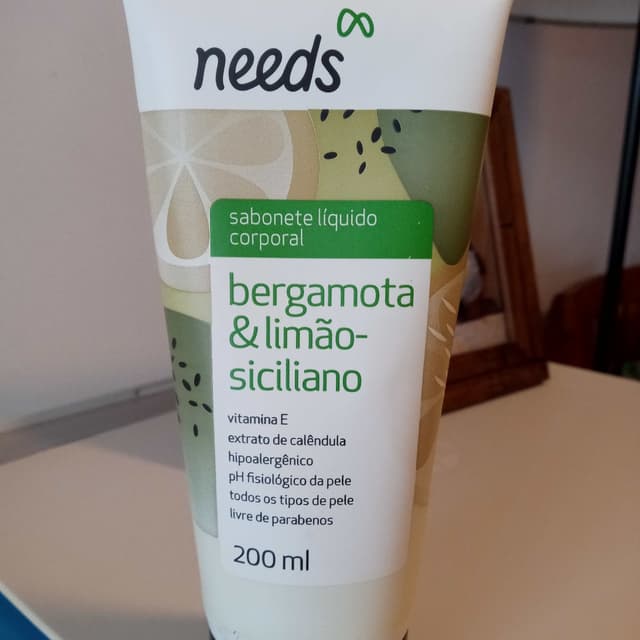 needs
sabonete líquido
corporal
bergamota
& limão-
siciliano
vitamina E
extrato de calêndula
hipoalergênico
pH fisiológico da pele
todos os tipos de pele
livre de parabenos
200 ml